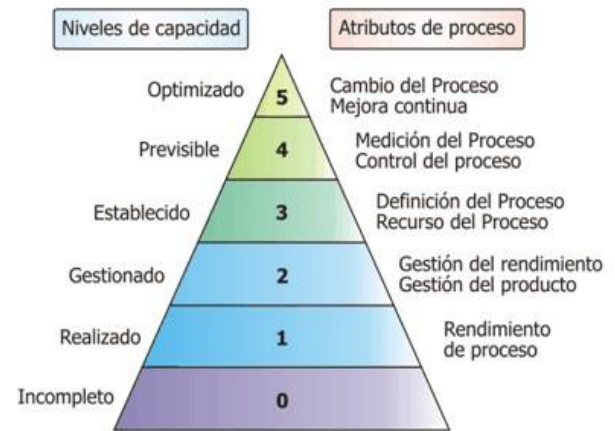 Niveles de capacidad
Atributos de proceso
Optimizado
5
Cambio del Proceso
Mejora continua
Previsible
4
Medición del Proceso
Control del proceso
Establecido
3
Definición del Proceso
Recurso del Proceso
Gestionado
2
Gestión del rendimiento
Gestión del producto
Realizado
1
Rendimiento
de proceso
Incompleto
0